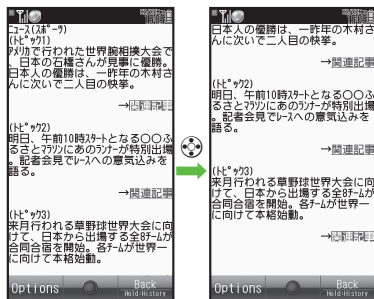 ﾆｭｰｽ(ｽﾎﾟｰﾂ)
(ﾄﾋﾟｯｸ1)
ｱﾒﾘｶで行われた世界腕相撲大会で
、日本の石橋さんが見事に優勝。
日本人の優勝は、一昨年の木村さ
んに次いで二人目の快挙。
→関連記事
(ﾄﾋﾟｯｸ2)
明日、午前10時ｽﾀｰﾄとなる○○ふ
るさとﾏﾗｿﾝにあのﾗﾝﾅｰが特別出場
。記者会見でﾚｰｽへの意気込みを
語る。
→関連記事
(ﾄﾋﾟｯｸ3)
来月行われる草野球世界大会に向
けて、日本から出場する全8ﾁｰﾑが
合同合宿を開始。各ﾁｰﾑが世界一
に向けて本格始動。
Options
Back
Hold:History
日本人の優勝は、一昨年の木村さ
んに次いで二人目の快挙。
→関連記事
(ﾄﾋﾟｯｸ2)
明日、午前10時ｽﾀｰﾄとなる○○ふ
るさとﾏﾗｿﾝにあのﾗﾝﾅｰが特別出場
。記者会見でﾚｰｽへの意気込みを
語る。
→関連記事
(ﾄﾋﾟｯｸ3)
来月行われる草野球世界大会に向
けて、日本から出場する全8ﾁｰﾑが
合同合宿を開始。各ﾁｰﾑが世界一
に向けて本格始動。
→関連記事
Options
Back
Hold:History